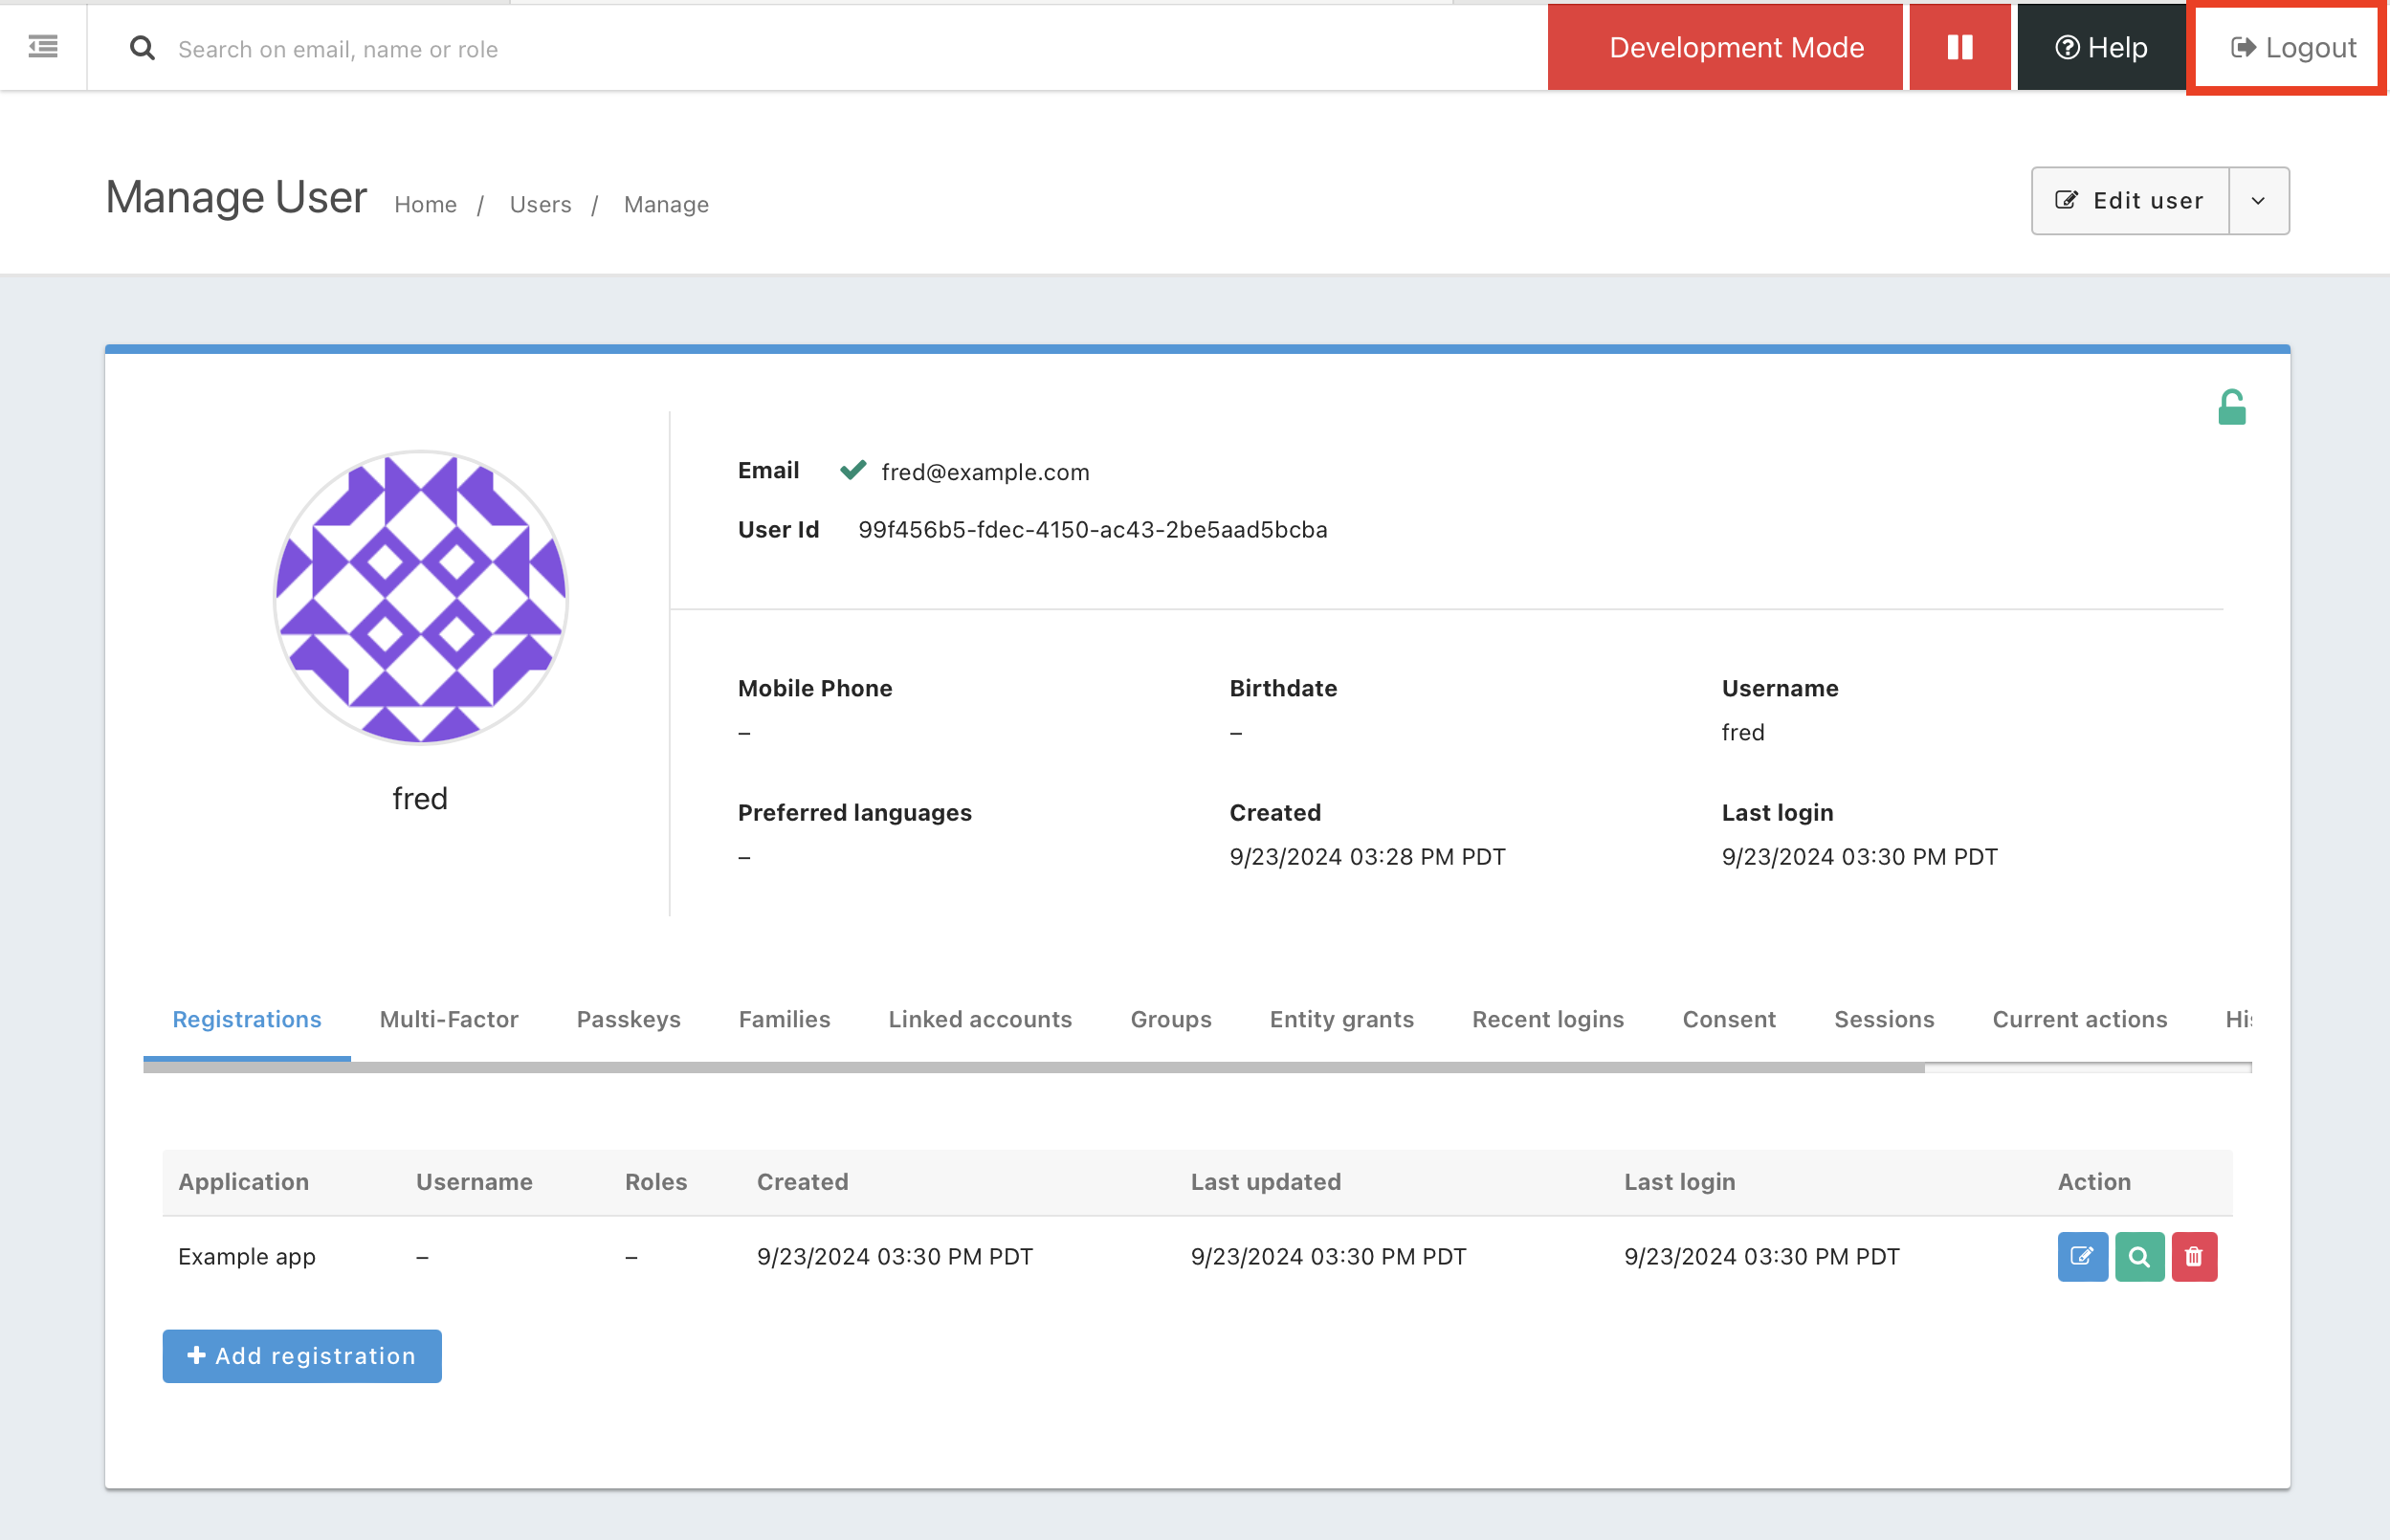 Search on email, name or role
Development Mode
Help
Logout
Manage User Home / Users / Manage
Edit user
Email fred@example.com
User Id 99f456b5-fdec-4150-ac43-2be5aad5bcba
fred
Mobile Phone Birthdate Username
– – fred
Preferred languages Created Last login
– 9/23/2024 03:28 PM PDT 9/23/2024 03:30 PM PDT
Registrations Multi-Factor Passkeys Families Linked accounts Groups Entity grants Recent logins Consent Sessions Current actions
Application Username Roles Created Last updated Last login Action
Example app – – 9/23/2024 03:30 PM PDT 9/23/2024 03:30 PM PDT 9/23/2024 03:30 PM PDT
Add registration